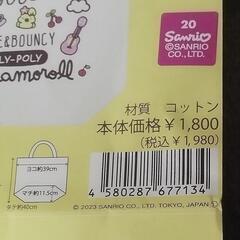 E&BOUNCY
LY-POLY
amoroll
20
Sanrio
©SANRIO
CO., LTD.
材質 コットン
本体価格￥1,800
(税込￥1,980)
ヨコ約39cm
マチ約11.5cm
タテ約40cm
4 580287 677134
© 2023 SANRIO CO., LTD. TOKYO, JAPAN